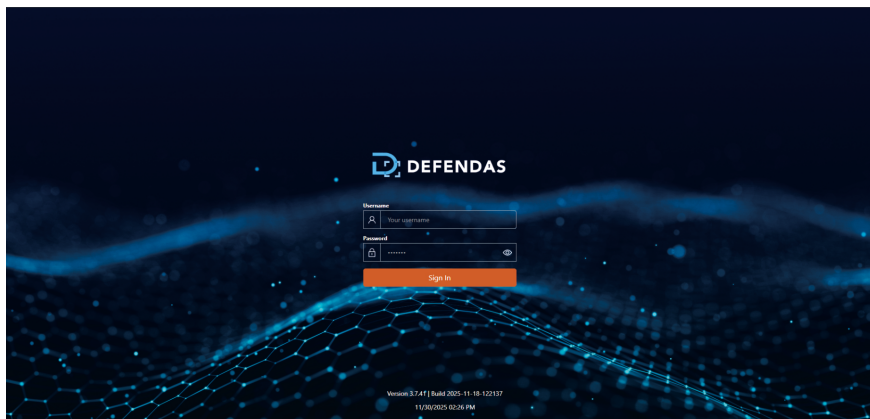 DEFENDAS
Username
Your username
Password
·······
Sign In
Version 3.7.4f | Build 2025-11-18-122137
11/30/2025 02:26 PM